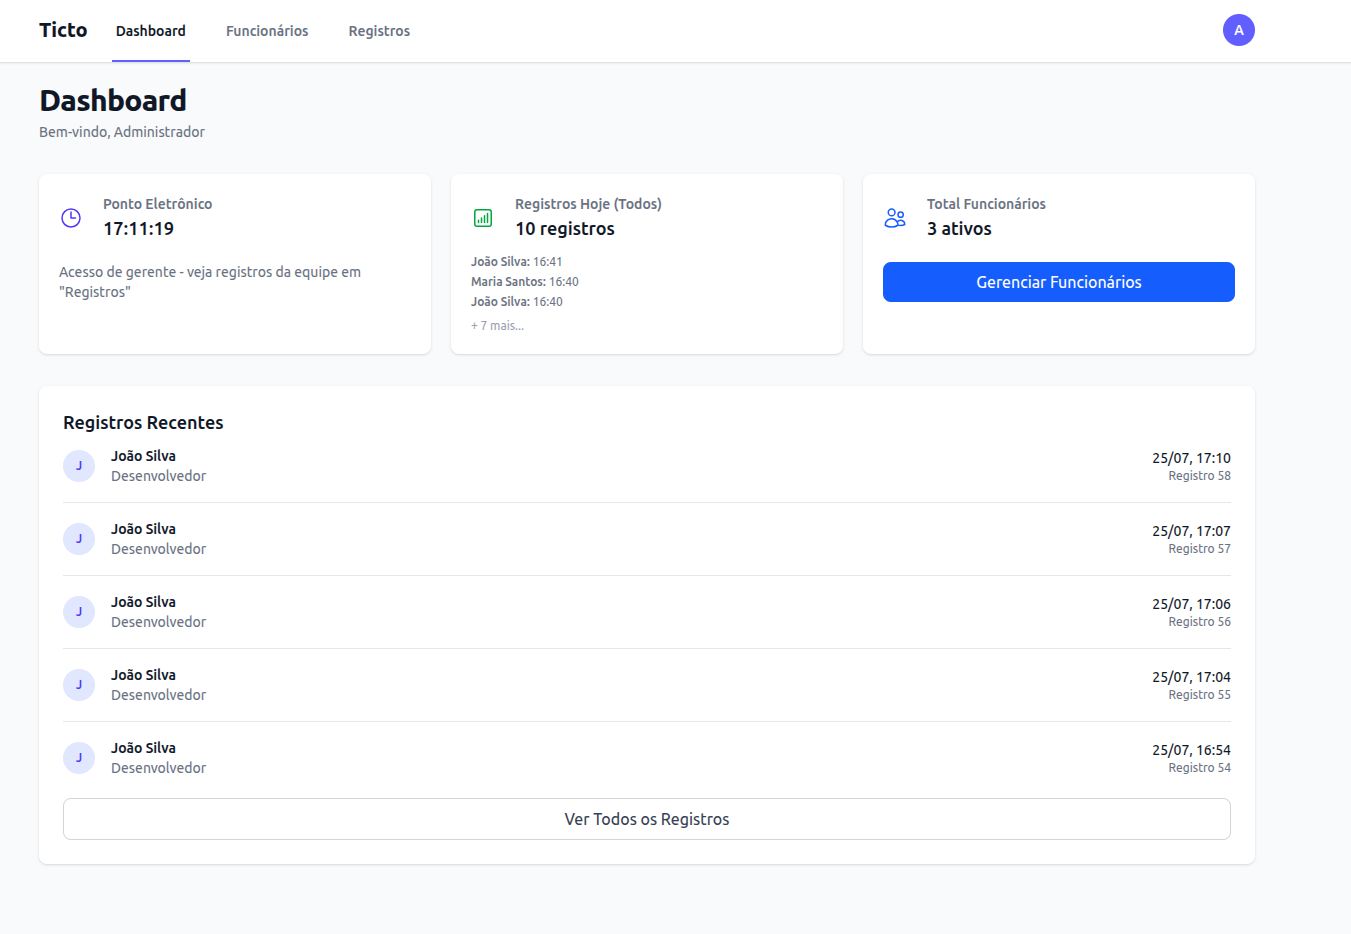 Ticto
Dashboard
Funcionários
Registros
A
Dashboard
Bem-vindo, Administrador
Ponto Eletrônico
17:11:19
Acesso de gerente - veja registros da equipe em
"Registros"
Registros Hoje (Todos)
10 registros
João Silva: 16:41
Maria Santos: 16:40
João Silva: 16:40
+ 7 mais...
Total Funcionários
3 ativos
Gerenciar Funcionários
Registros Recentes
J
João Silva
Desenvolvedor
25/07, 17:10
Registro 58
J
João Silva
Desenvolvedor
25/07, 17:07
Registro 57
J
João Silva
Desenvolvedor
25/07, 17:06
Registro 56
J
João Silva
Desenvolvedor
25/07, 17:04
Registro 55
J
João Silva
Desenvolvedor
25/07, 16:54
Registro 54
Ver Todos os Registros